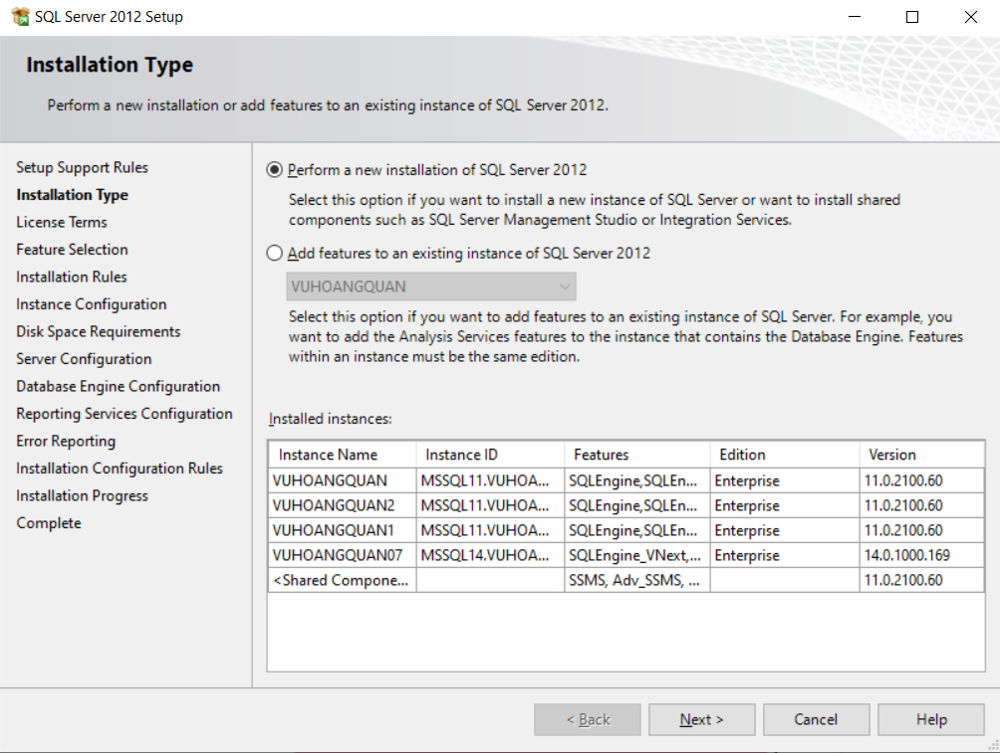 SQL Server 2012 Setup
Installation Type
Perform a new installation or add features to an existing instance of SQL Server 2012.
Setup Support Rules
Installation Type
License Terms
Feature Selection
Installation Rules
Instance Configuration
Disk Space Requirements
Server Configuration
Database Engine Configuration
Reporting Services Configuration
Error Reporting
Installation Configuration Rules
Installation Progress
Complete
Perform a new installation of SQL Server 2012
Select this option if you want to install a new instance of SQL Server or want to install shared
components such as SQL Server Management Studio or Integration Services.
Add features to an existing instance of SQL Server 2012
VUHOANGQUAN
Select this option if you want to add features to an existing instance of SQL Server. For example, you
want to add the Analysis Services features to the instance that contains the Database Engine. Features
within an instance must be the same edition.
Installed instances:
Instance Name Instance ID Features Edition Version
VUHOANGQUAN MSSQL11.VUHOA... SQLEngine,SQLEn... Enterprise 11.0.2100.60
VUHOANGQUAN2 MSSQL11.VUHOA... SQLEngine,SQLEn... Enterprise 11.0.2100.60
VUHOANGQUAN1 MSSQL11.VUHOA... SQLEngine,SQLEn... Enterprise 11.0.2100.60
VUHOANGQUAN07 MSSQL14.VUHOA... SQLEngine_VNext,... Enterprise 14.0.1000.169
<Shared Compone... SSMS, Adv_SSMS, ... 11.0.2100.60
< Back Next > Cancel Help